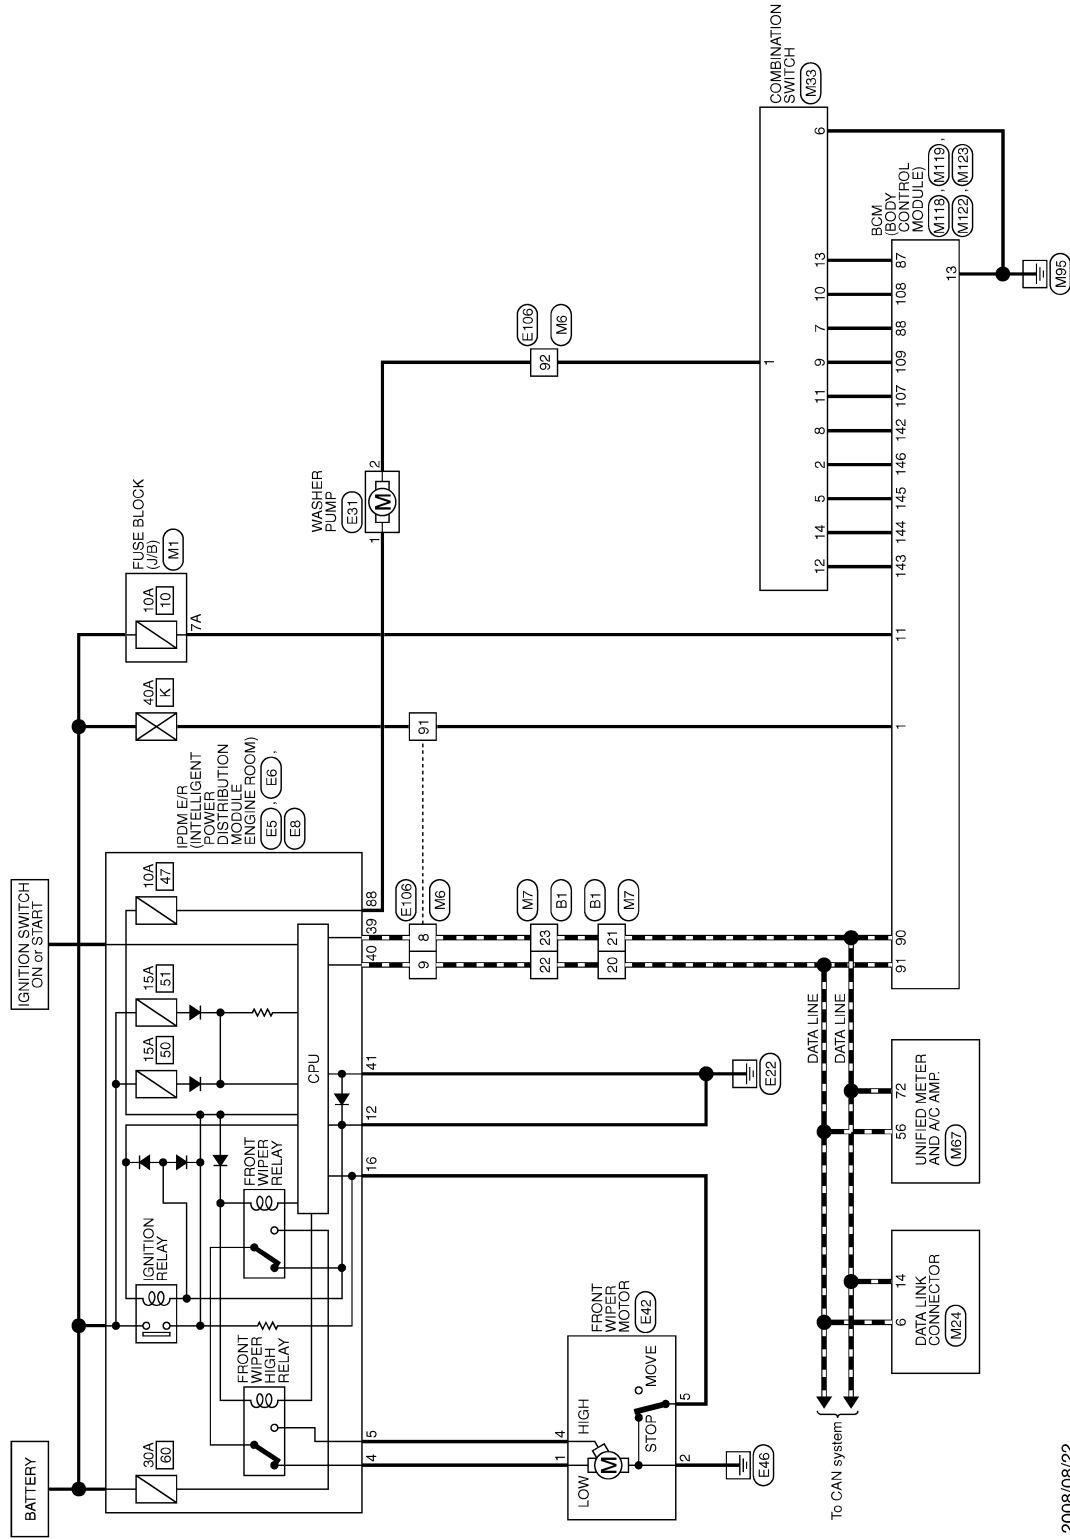 BATTERY
IGNITION SWITCH
ON or START
30A
60
15A
50
15A
51
10A
47
IPDM E/R
(INTELLIGENT
POWER
DISTRIBUTION
MODULE
ENGINE ROOM)
E5 , E6 ,
E8
40A
K
FUSE BLOCK
(J/B)
M1
10A
10
7A
IGNITION
RELAY
FRONT
WIPER
HIGH
RELAY
FRONT
WIPER
RELAY
CPU
4
5
16
12
41
40
39
88
E106
M6
9
8
91
WASHER
PUMP
E31
1
M
2
E106
M6
92
M7
B1
B1
M7
22
23
20
21
FRONT
WIPER
MOTOR
E42
1
4
LOW
HIGH
M
STOP
MOVE
2
5
E46
E22
DATA LINE
DATA LINE
To CAN system
6
14
DATA LINK
CONNECTOR
M24
56
72
UNIFIED METER
AND A/C AMP.
M67
COMBINATION
SWITCH
M33
1
12
14
5
2
8
11
9
7
10
13
6
BCM
(BODY
CONTROL
MODULE)
M118 , M119 ,
M122 , M123
91
90
1
11
143
144
145
146
142
107
109
88
108
87
13
M95
2008/08/22